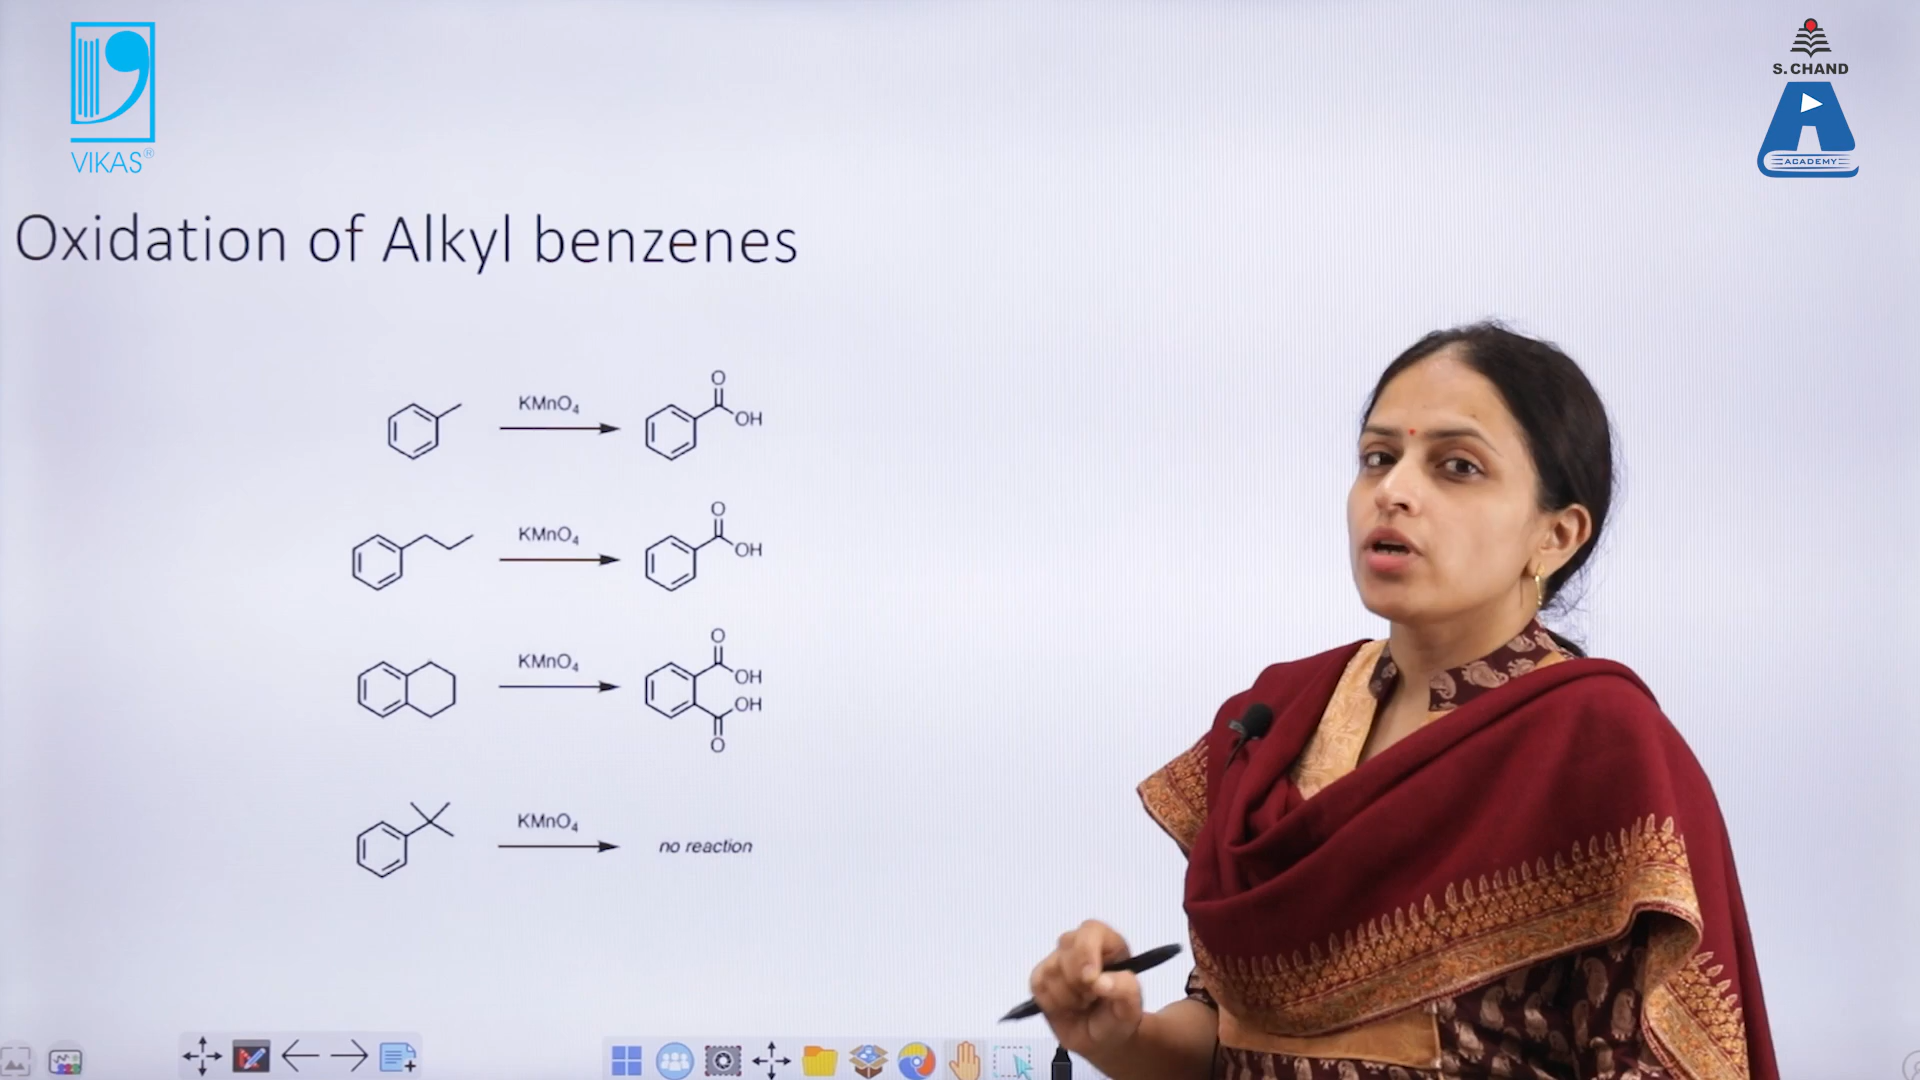 VIKAS®
S. CHAND
ACADEMY
Oxidation of Alkyl benzenes
KMnO₄
O
OH
KMnO₄
O
OH
KMnO₄
O
OH
OH
O
KMnO₄
no reaction